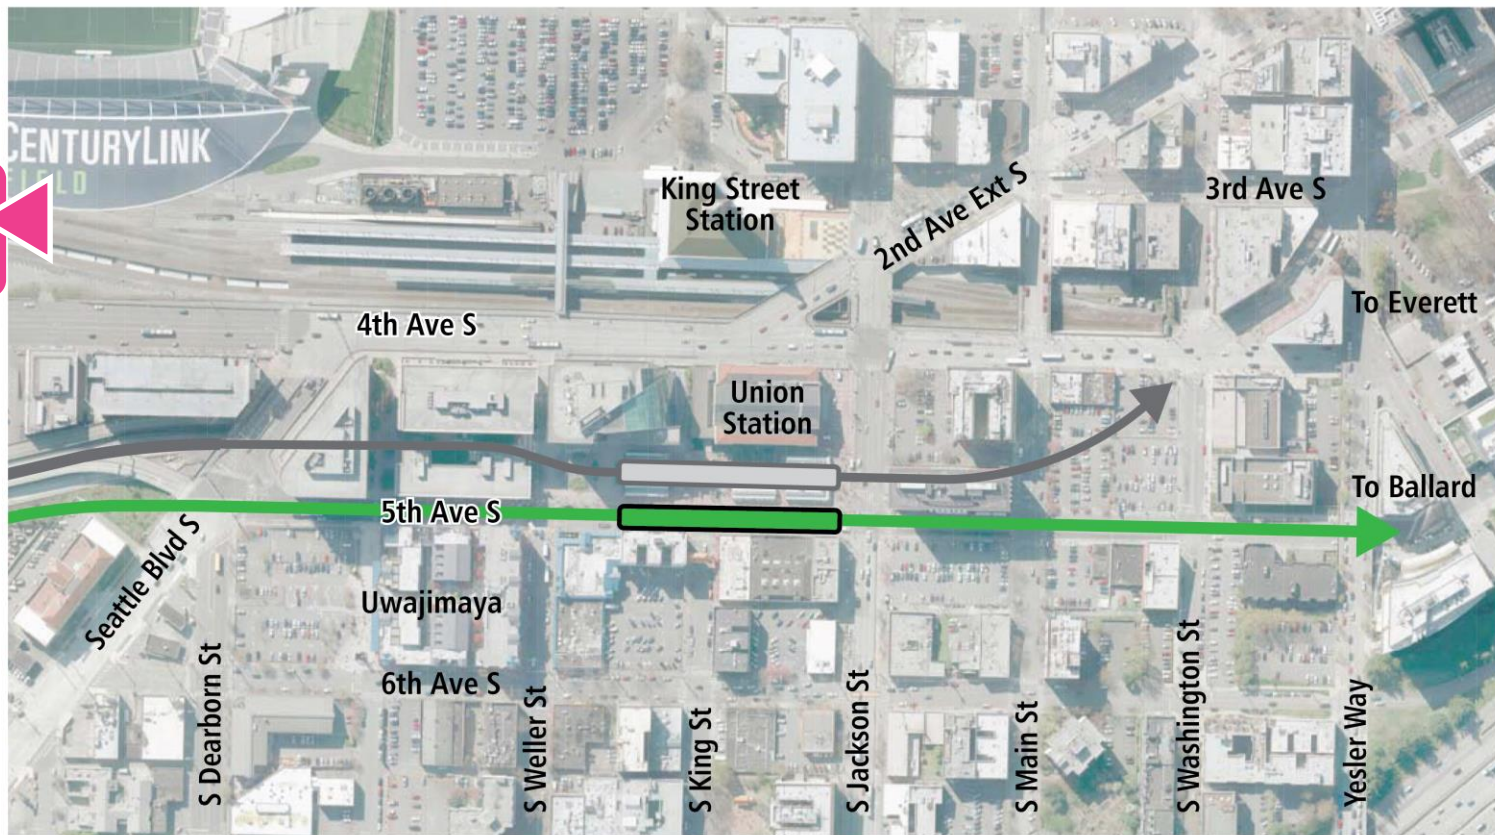 CENTURYLINK
FIELD
King Street
Station
2nd Ave Ext S
3rd Ave S
To Everett
4th Ave S
Union
Station
To Ballard
5th Ave S
Seattle Blvd S
Uwajimaya
6th Ave S
S Dearborn St
S Weller St
S King St
S Jackson St
S Main St
S Washington St
Yesler Way